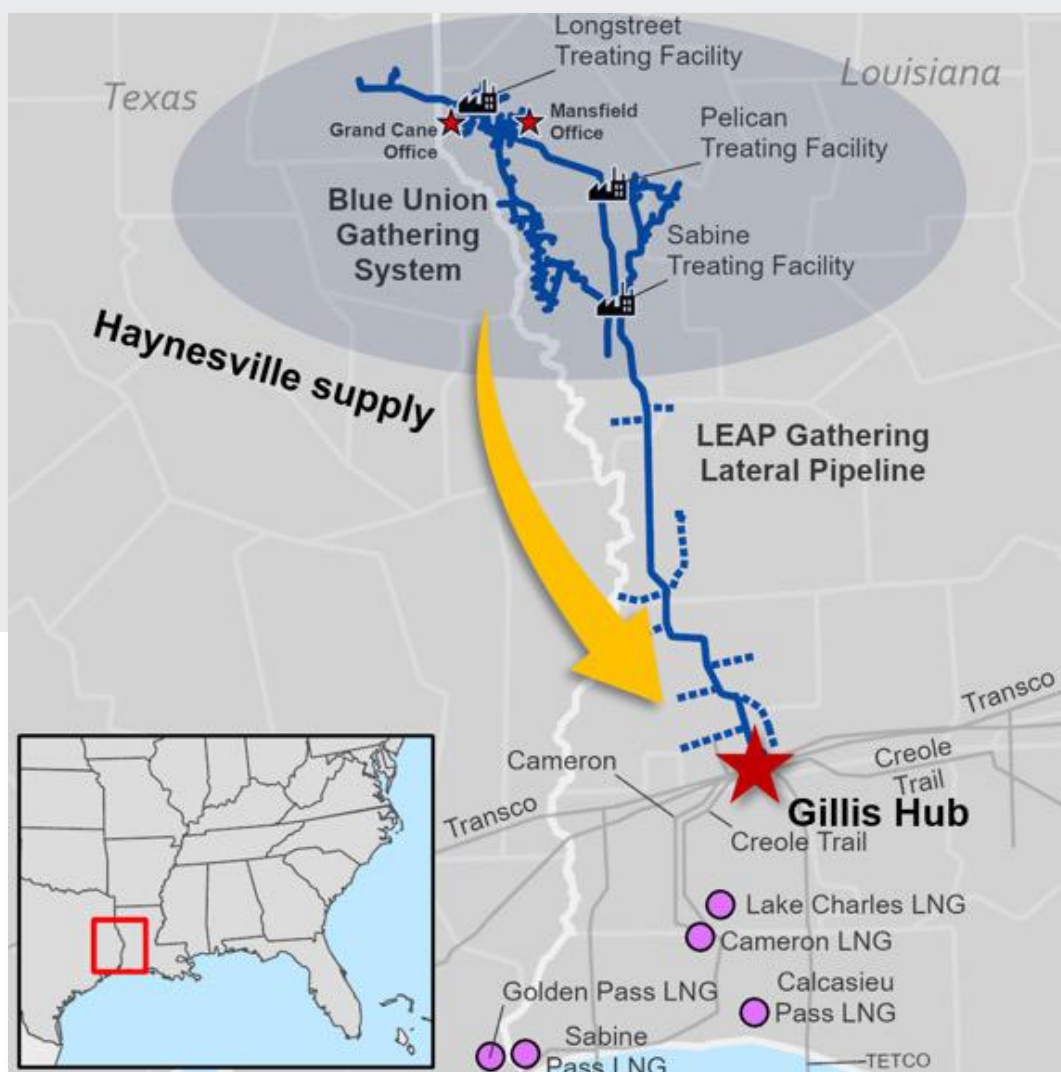 Longstreet
Treating Facility
Texas
Louisiana
Grand Cane
Office
Mansfield
Office
Pelican
Treating Facility
Blue Union
Gathering
System
Sabine
Treating Facility
Haynesville supply
LEAP Gathering
Lateral Pipeline
Transco
Cameron
Creole
Trail
Transco
Gillis Hub
Creole Trail
Lake Charles LNG
Cameron LNG
Calcasieu
Pass LNG
Golden Pass LNG
Sabine
Pass LNG
TETCO